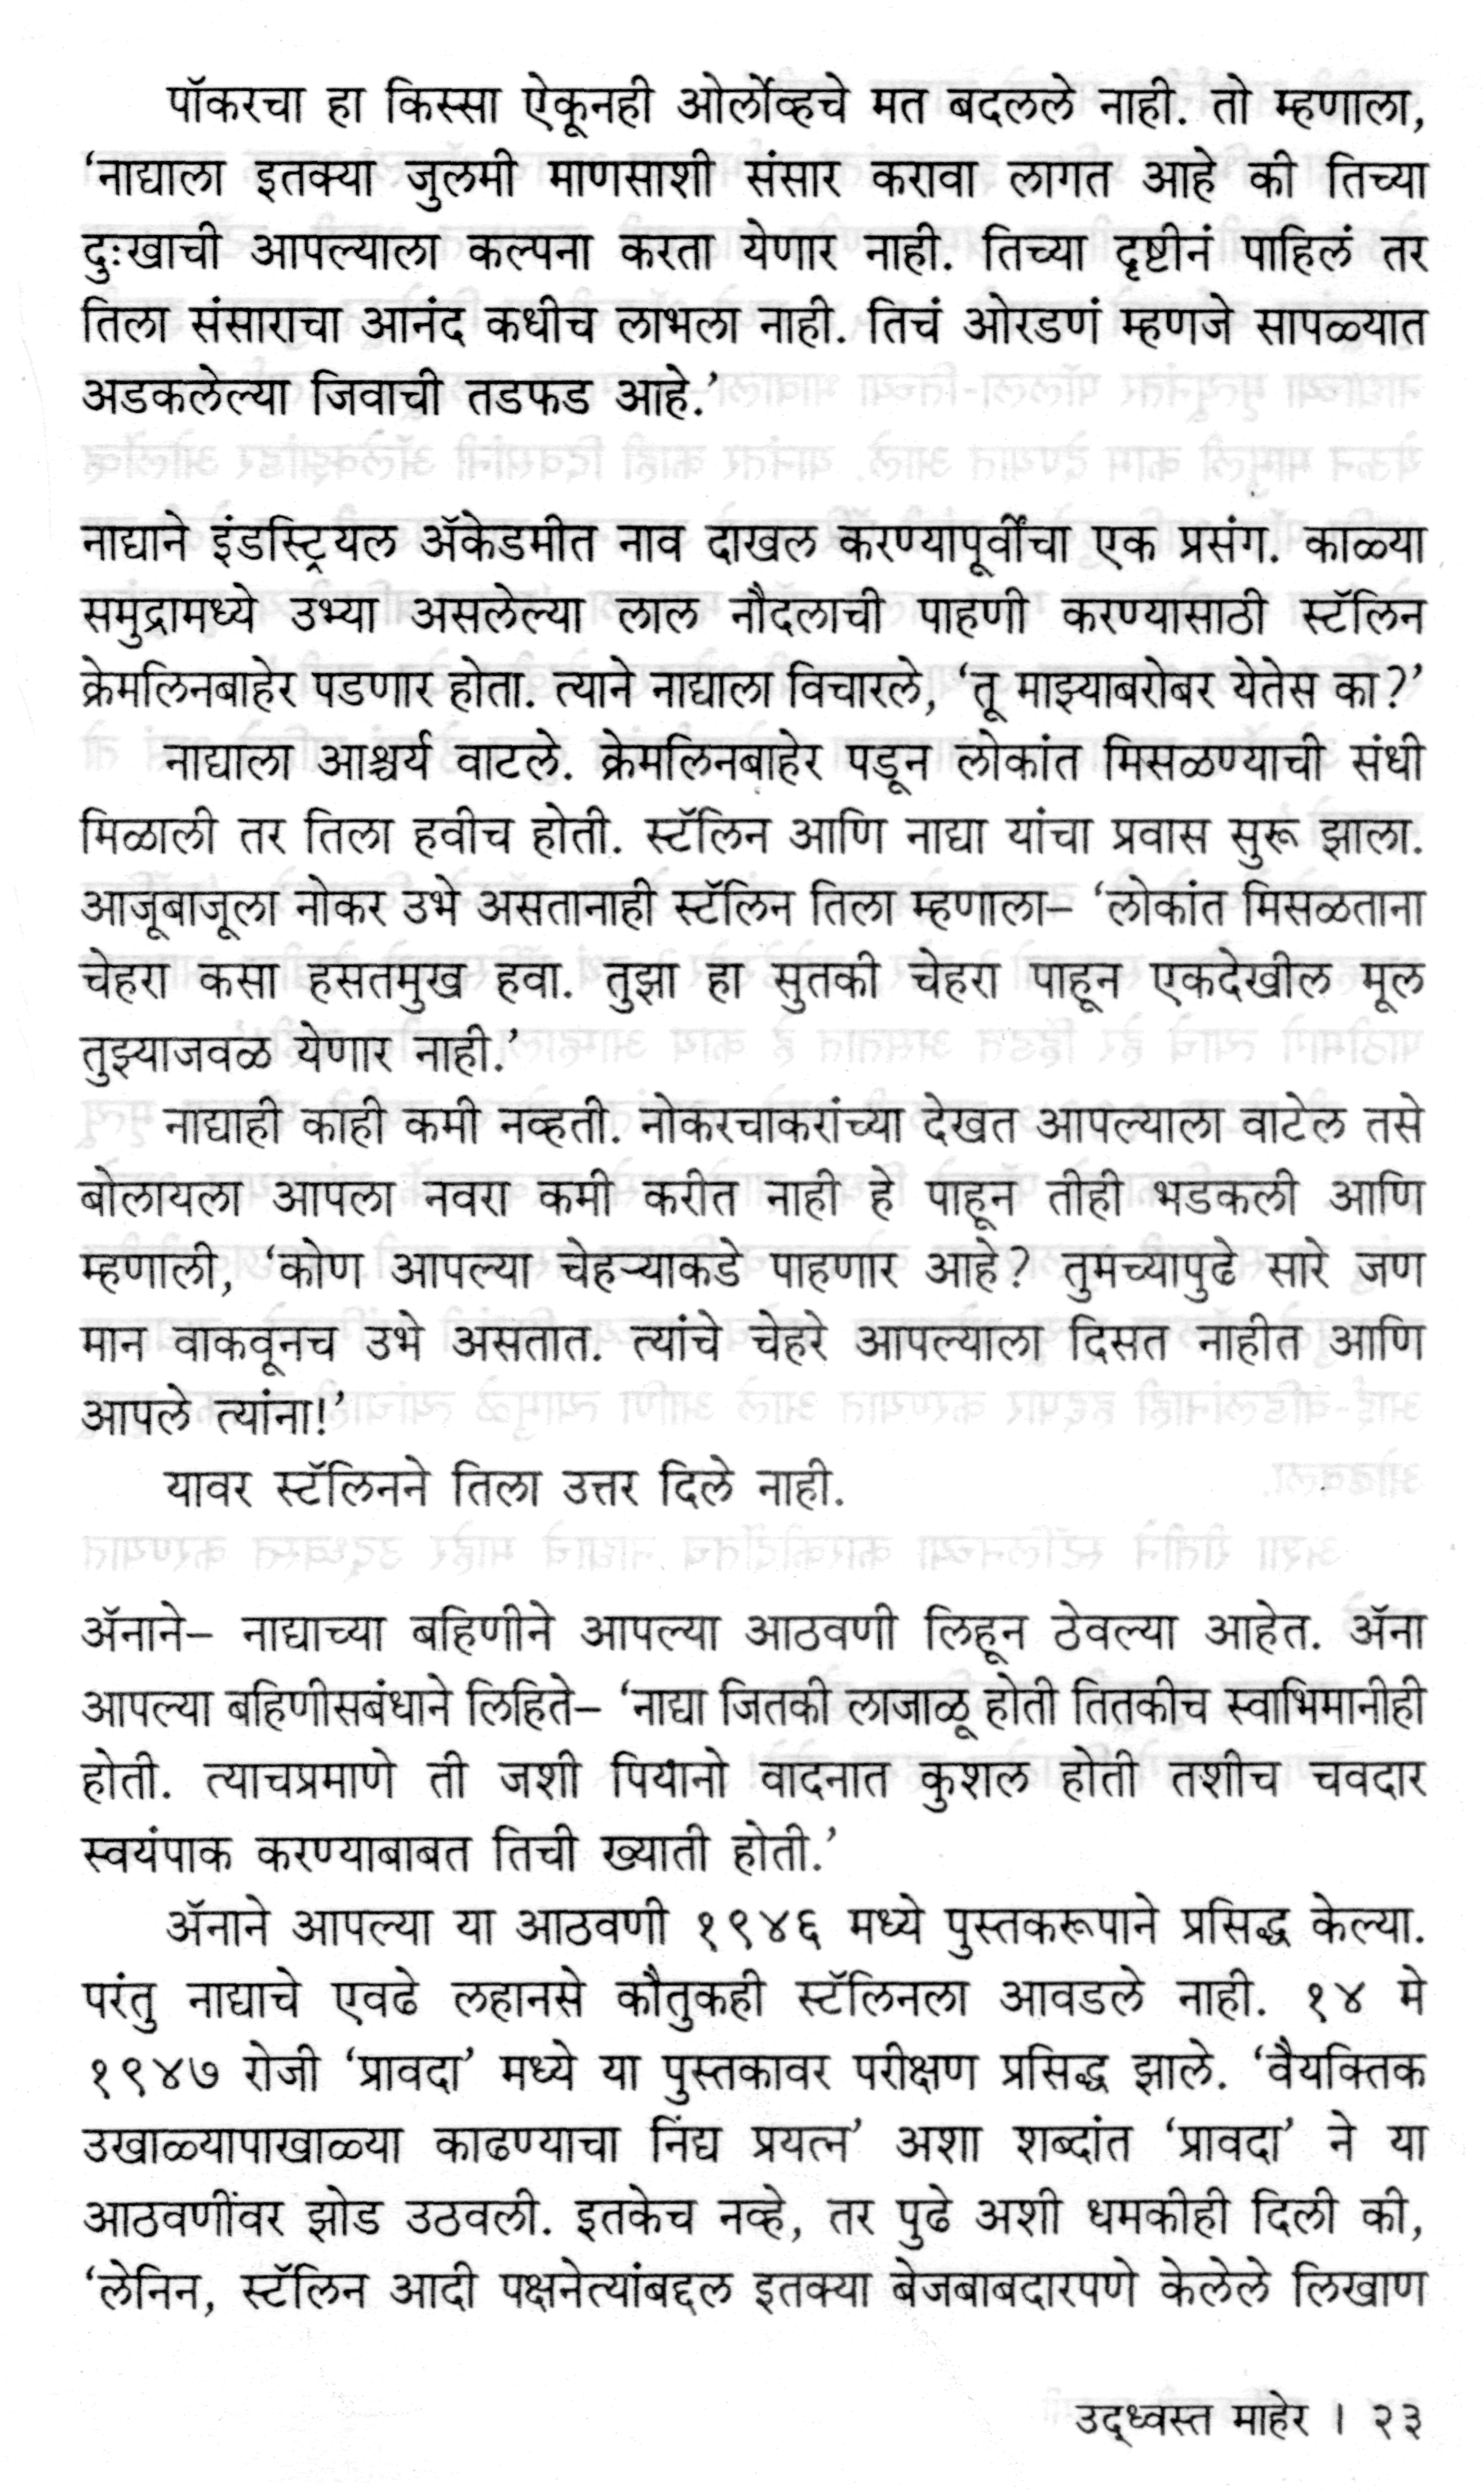 पॉकरचा हा किस्सा ऐकूनही ओर्लोव्हचे मत बदलले नाही. तो म्हणाला,
‘नाद्याला इतक्या जुलमी माणसाशी संसार करावा लागत आहे की तिच्या
दुःखाची आपल्याला कल्पना करता येणार नाही. तिच्या दृष्टीनं पाहिलं तर
तिला संसाराचा आनंद कधीच लाभला नाही. तिचं ओरडणं म्हणजे सापळ्यात
अडकलेल्या जिवाची तडफड आहे.’
नाद्याने इंडस्ट्रियल ॲकेडमीत नाव दाखल करण्यापूर्वीचा एक प्रसंग. काळ्या
समुद्रामध्ये उभ्या असलेल्या लाल नौदलाची पाहणी करण्यासाठी स्टॅलिन
क्रेमलिनबाहेर पडणार होता. त्याने नाद्याला विचारले, ‘तू माझ्याबरोबर येतेस का?’
नाद्याला आश्चर्य वाटले. क्रेमलिनबाहेर पडून लोकांत मिसळण्याची संधी
मिळाली तर तिला हवीच होती. स्टॅलिन आणि नाद्या यांचा प्रवास सुरू झाला.
आजूबाजूला नोकर उभे असतानाही स्टॅलिन तिला म्हणाला– ‘लोकांत मिसळताना
चेहरा कसा हसतमुख हवा. तुझा हा सुतकी चेहरा पाहून एकदेखील मूल
तुझ्याजवळ येणार नाही.’
नाद्याही काही कमी नव्हती. नोकरचाकरांच्या देखत आपल्याला वाटेल तसे
बोलायला आपला नवरा कमी करीत नाही हे पाहून तीही भडकली आणि
म्हणाली, ‘कोण आपल्या चेहऱ्याकडे पाहणार आहे? तुमच्यापुढे सारे जण
मान वाकवूनच उभे असतात. त्यांचे चेहरे आपल्याला दिसत नाहीत आणि
आपले त्यांना!’
यावर स्टॅलिनने तिला उत्तर दिले नाही.
ॲनाने– नाद्याच्या बहिणीने आपल्या आठवणी लिहून ठेवल्या आहेत. ॲना
आपल्या बहिणीसबंधाने लिहिते– ‘नाद्या जितकी लाजाळू होती तितकीच स्वाभिमानीही
होती. त्याचप्रमाणे ती जशी पियानो वादनात कुशल होती तशीच चवदार
स्वयंपाक करण्याबाबत तिची ख्याती होती.’
ॲनाने आपल्या या आठवणी १९४६ मध्ये पुस्तकरूपाने प्रसिद्ध केल्या.
परंतु नाद्याचे एवढे लहानसे कौतुकही स्टॅलिनला आवडले नाही. १४ मे
१९४७ रोजी ‘प्रावदा’ मध्ये या पुस्तकावर परीक्षण प्रसिद्ध झाले. ‘वैयक्तिक
उखाळ्यापाखाळ्या काढण्याचा निंद्य प्रयत्न’ अशा शब्दांत ‘प्रावदा’ ने या
आठवणींवर झोड उठवली. इतकेच नव्हे, तर पुढे अशी धमकीही दिली की,
‘लेनिन, स्टॅलिन आदी पक्षनेत्यांबद्दल इतक्या बेजबाबदारपणे केलेले लिखाण
उद्ध्वस्त माहेर । २३